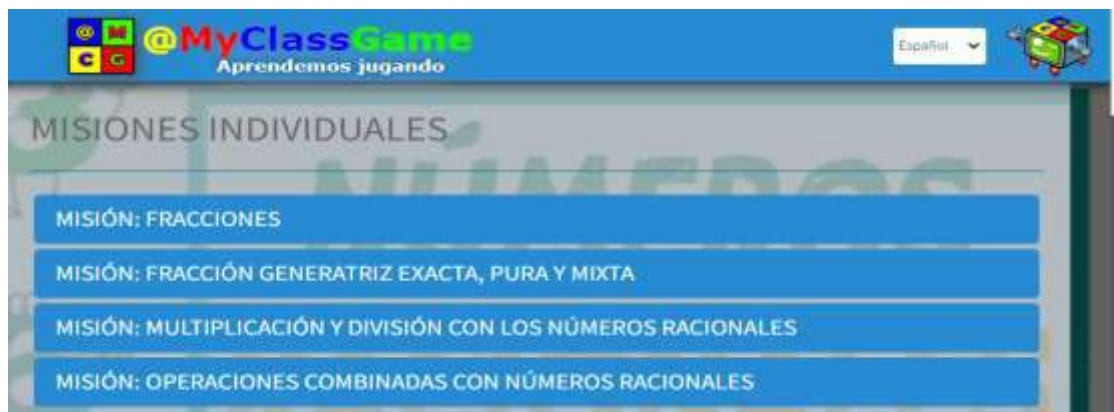 @ M
C G
@MyClassGame
Aprendemos jugando
Español
MISIONES INDIVIDUALES
NÚMEROS
MISIÓN: FRACCIONES
MISIÓN: FRACCIÓN GENERATRIZ EXACTA, PURA Y MIXTA
MISIÓN: MULTIPLICACIÓN Y DIVISIÓN CON LOS NÚMEROS RACIONALES
MISIÓN: OPERACIONES COMBINADAS CON NÚMEROS RACIONALES